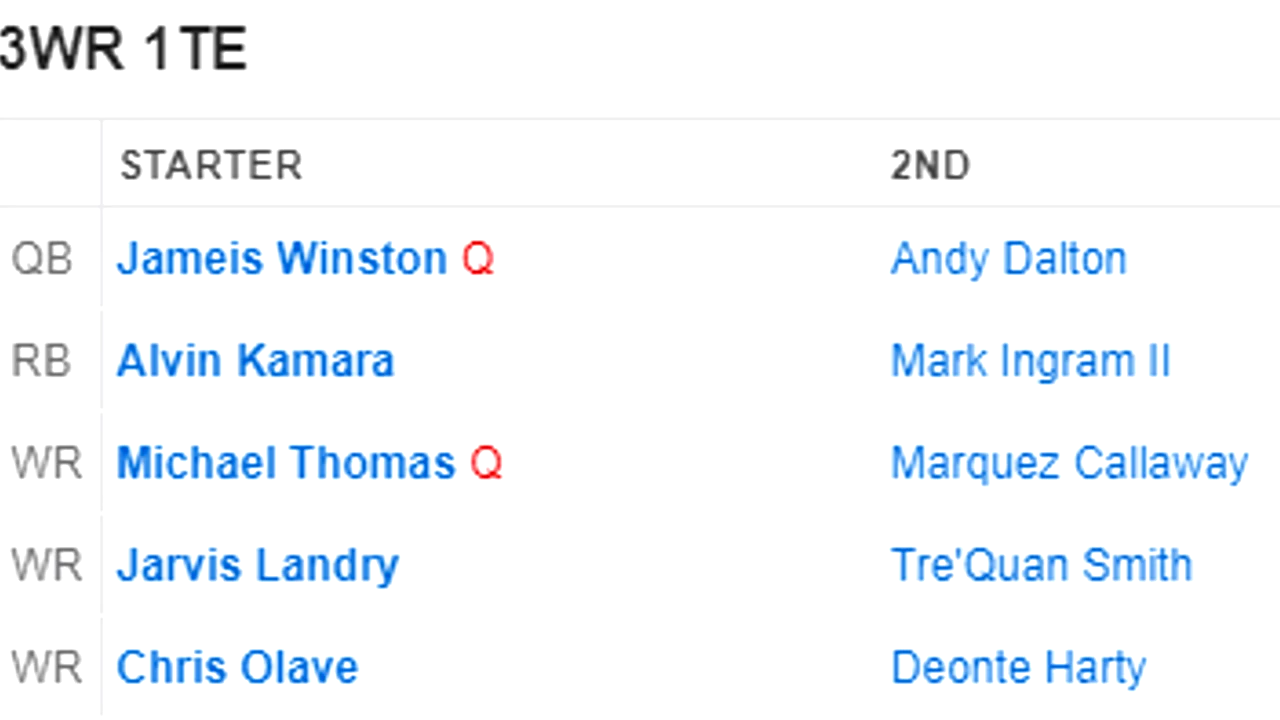 3WR 1TE
STARTER 2ND
QB Jameis Winston Q Andy Dalton
RB Alvin Kamara Mark Ingram II
WR Michael Thomas Q Marquez Callaway
WR Jarvis Landry Tre'Quan Smith
WR Chris Olave Deonte Harty